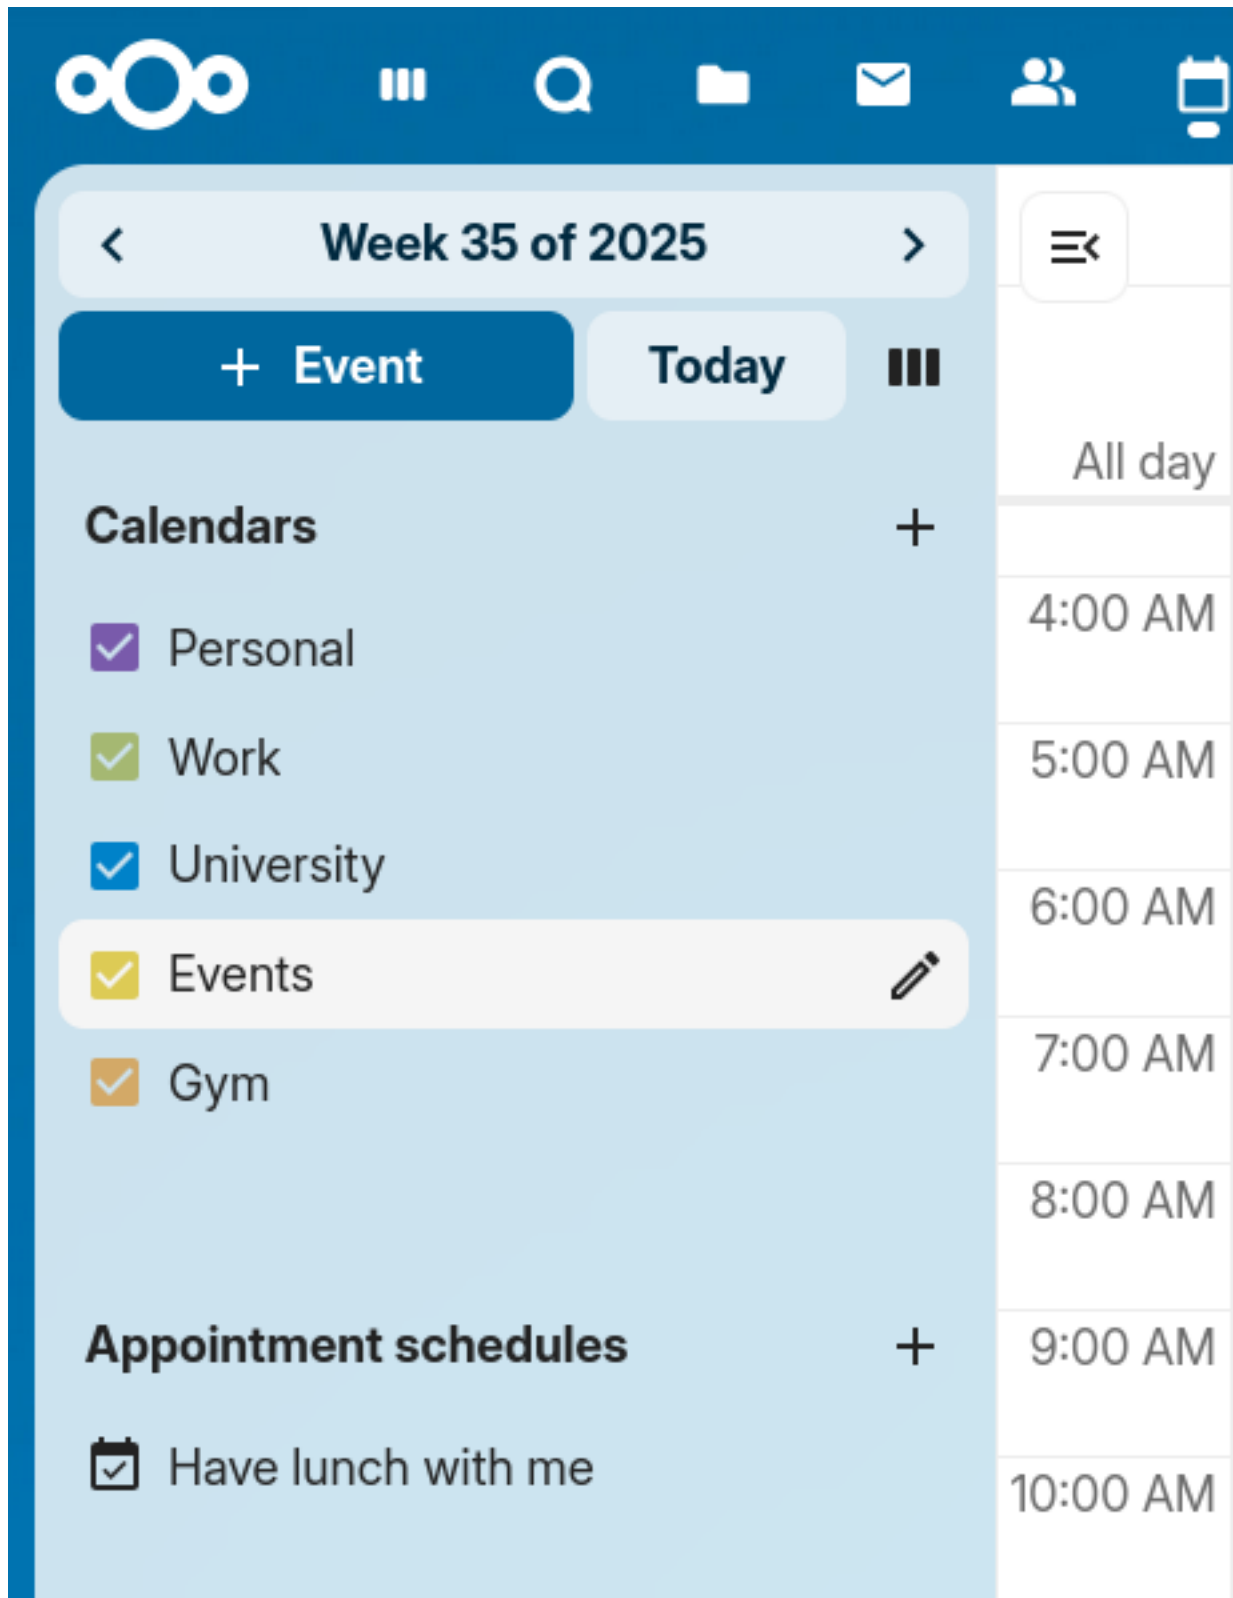 Week 35 of 2025
+ Event
Today
All day
Calendars
Personal
Work
University
Events
Gym
Appointment schedules
Have lunch with me
4:00 AM
5:00 AM
6:00 AM
7:00 AM
8:00 AM
9:00 AM
10:00 AM